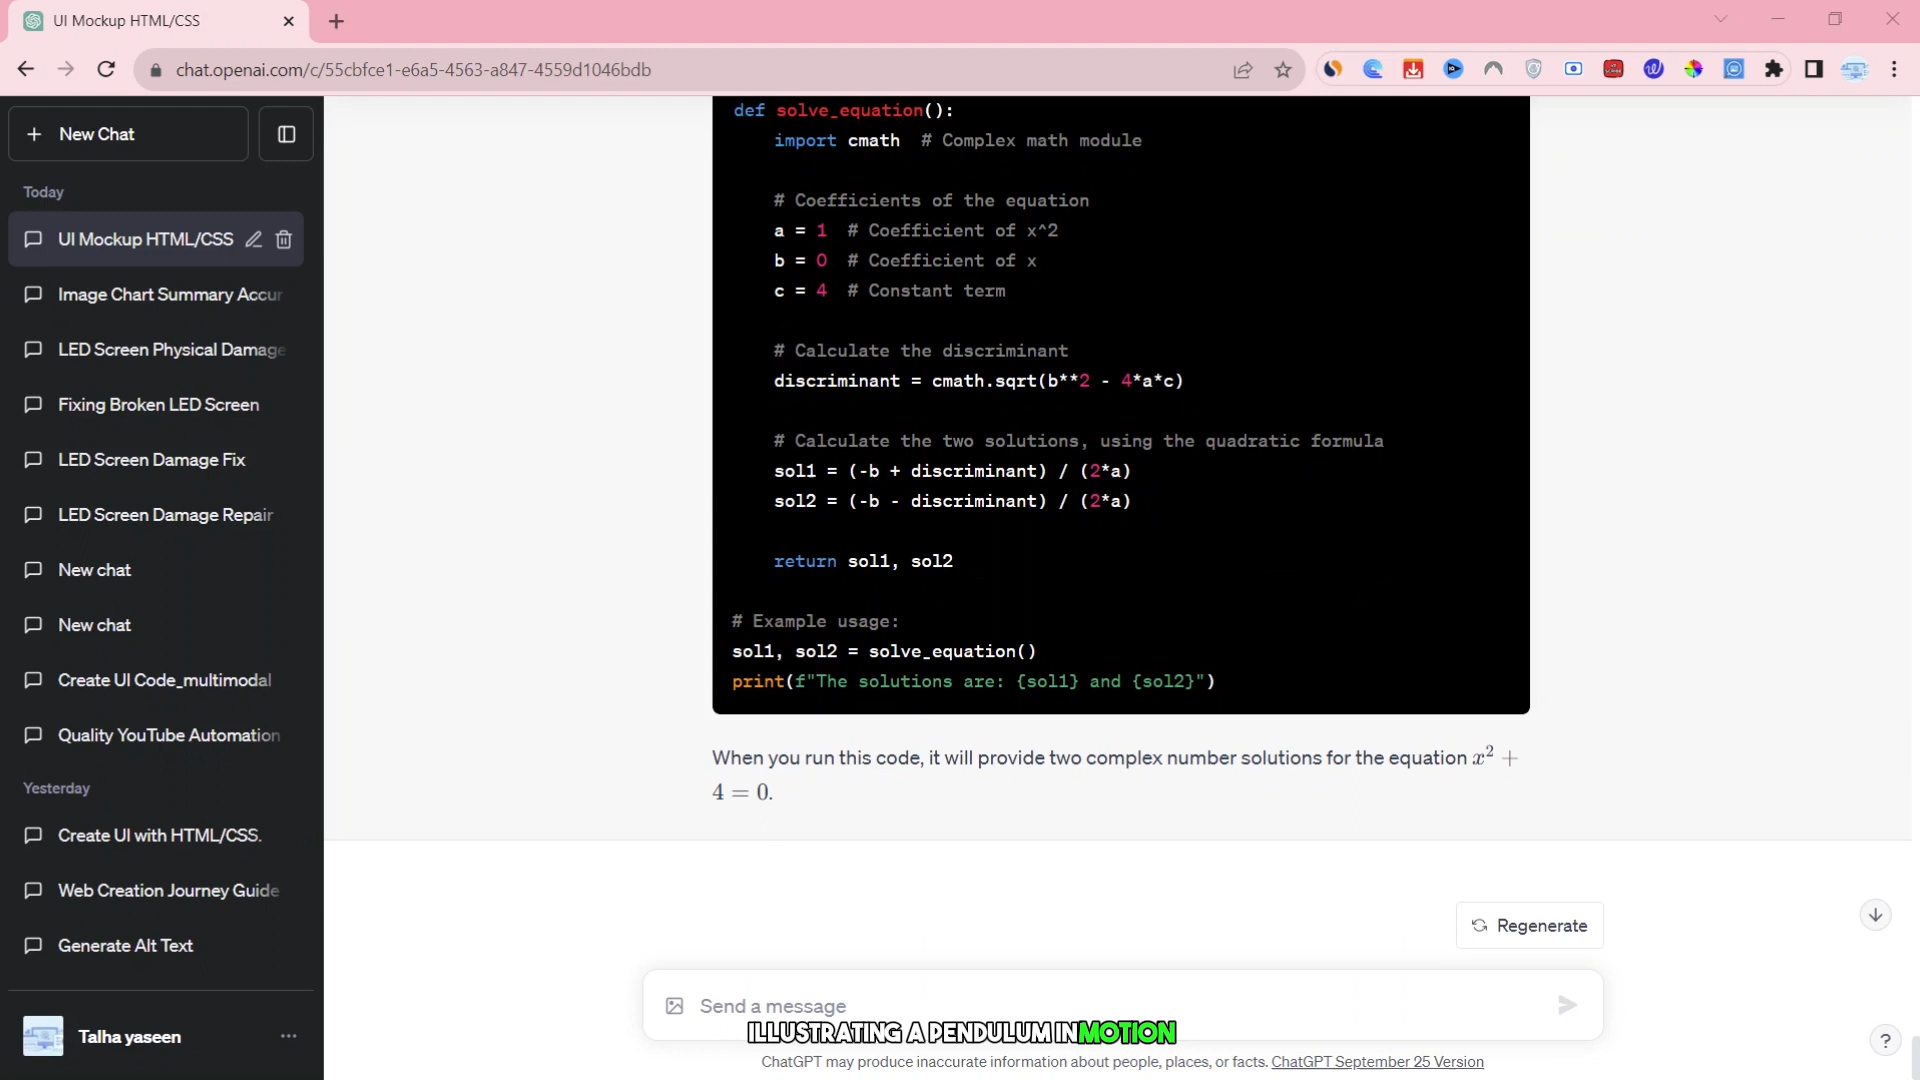 UI Mockup HTML/CSS
chat.openai.com/c/55cbfce1-e6a5-4563-a847-4559d1046bdb
New Chat
Today
UI Mockup HTML/CSS
Image Chart Summary Accur
LED Screen Physical Damage
Fixing Broken LED Screen
LED Screen Damage Fix
LED Screen Damage Repair
New chat
New chat
Create UI Code_multimodal
Quality YouTube Automation
Yesterday
Create UI with HTML/CSS.
Web Creation Journey Guide
Generate Alt Text
Talha yaseen
def solve_equation():
import cmath # Complex math module
# Coefficients of the equation
a = 1 # Coefficient of x^2
b = 0 # Coefficient of x
c = 4 # Constant term
# Calculate the discriminant
discriminant = cmath.sqrt(b**2 - 4*a*c)
# Calculate the two solutions, using the quadratic formula
sol1 = (-b + discriminant) / (2*a)
sol2 = (-b - discriminant) / (2*a)
return sol1, sol2
# Example usage:
sol1, sol2 = solve_equation()
print(f"The solutions are: {sol1} and {sol2}")
When you run this code, it will provide two complex number solutions for the equation x² +
4 = 0.
Regenerate
Send a message
ILLUSTRATING A PENDULUM IN MOTION
ChatGPT may produce inaccurate information about people, places, or facts. ChatGPT September 25 Version
?